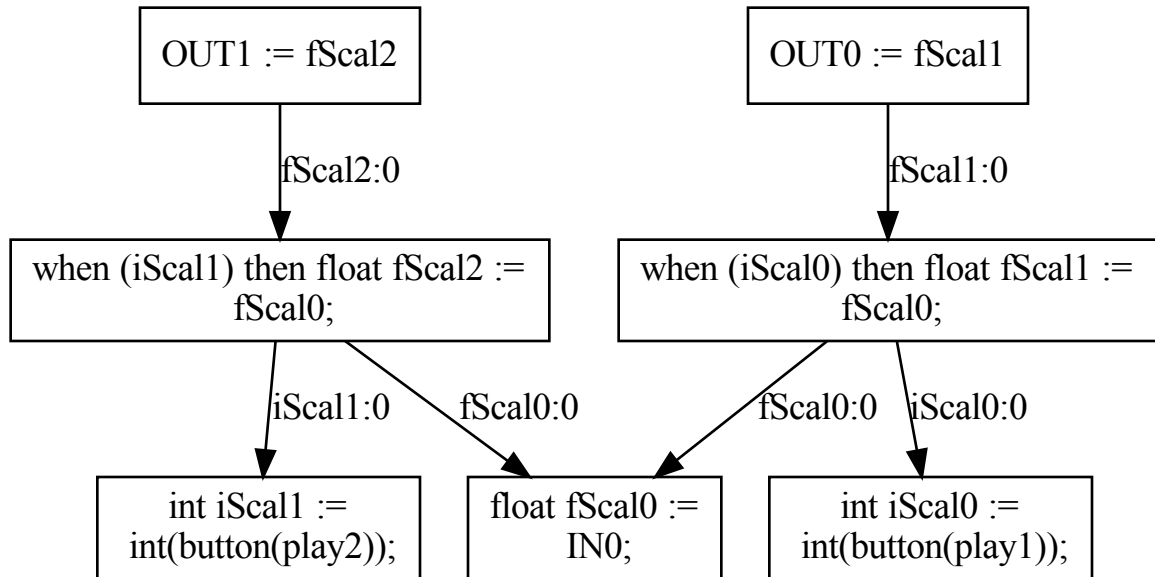 OUT1 := fScal2
OUT0 := fScal1
fScal2:0
fScal1:0
when (iScal1) then float fScal2 :=
fScal0;
when (iScal0) then float fScal1 :=
fScal0;
iScal1:0
fScal0:0
fScal0:0
iScal0:0
int iScal1 :=
int(button(play2));
float fScal0 :=
IN0;
int iScal0 :=
int(button(play1));